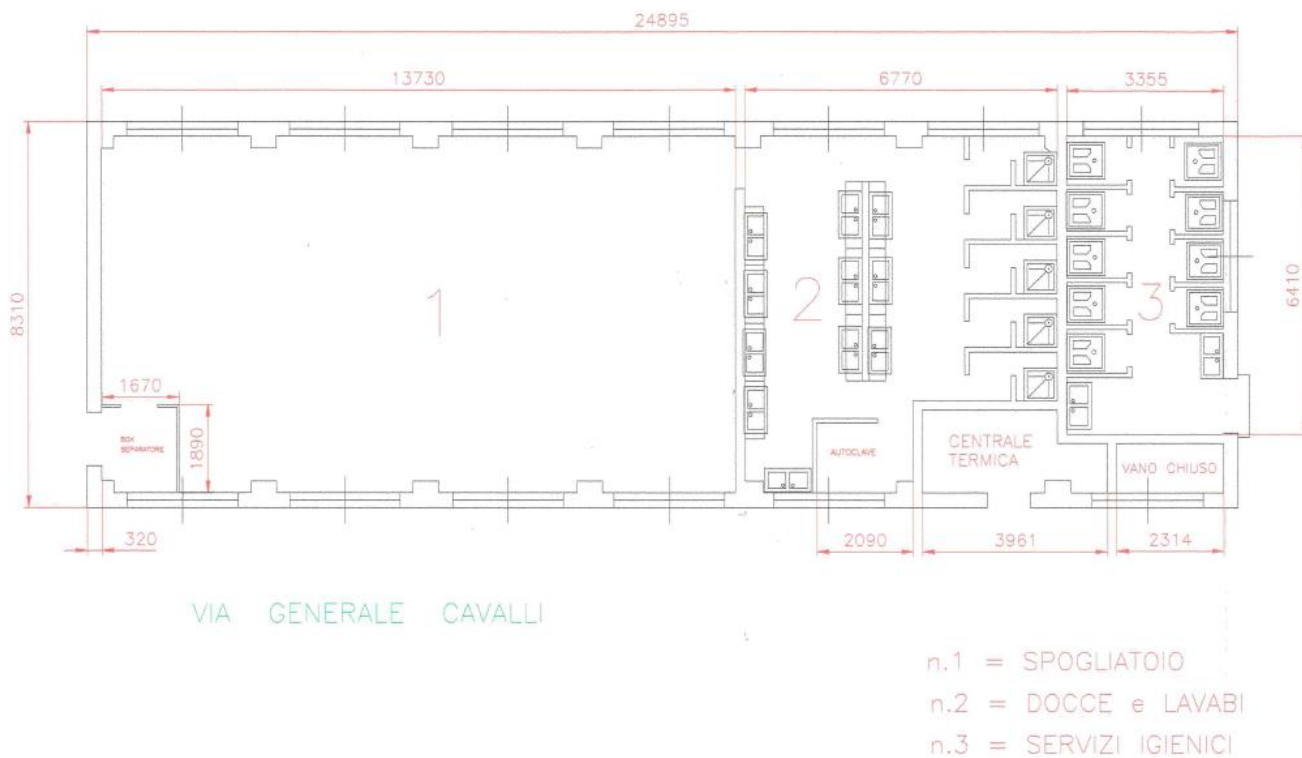 24895
13730
6770
3355
8310
6410
1
2
3
1670
1890
BOX
SEPARATORE
AUTOCLAVE
CENTRALE
TERMICA
VANO CHIUSO
320
2090
3961
2314
VIA GENERALE CAVALLI
n.1 = SPOGLIATOIO
n.2 = DOCCE e LAVABI
n.3 = SERVIZI IGIENICI